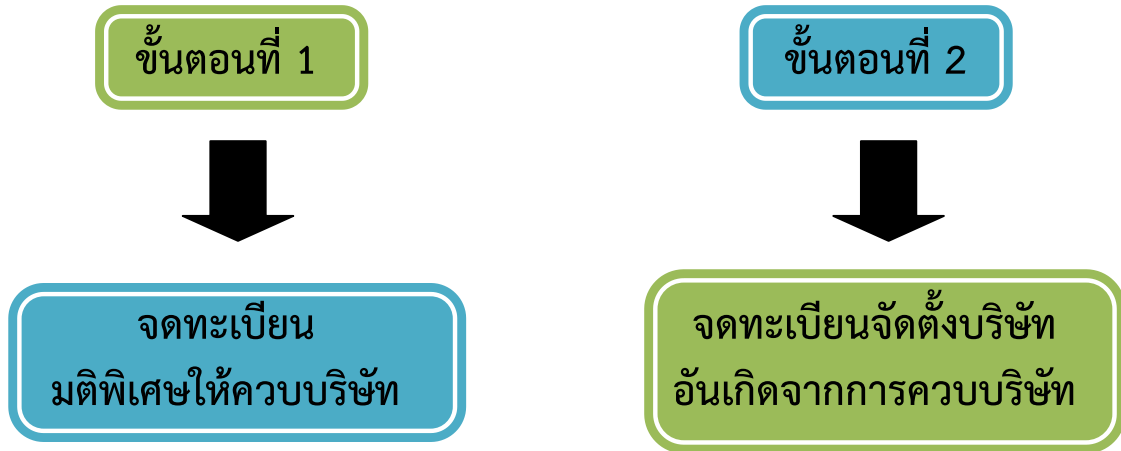 ขั้นตอนที่ 1
ขั้นตอนที่ 2
จดทะเบียน
มติพิเศษให้ควบบริษัท
จดทะเบียนจัดตั้งบริษัท
อันเกิดจากการควบบริษัท